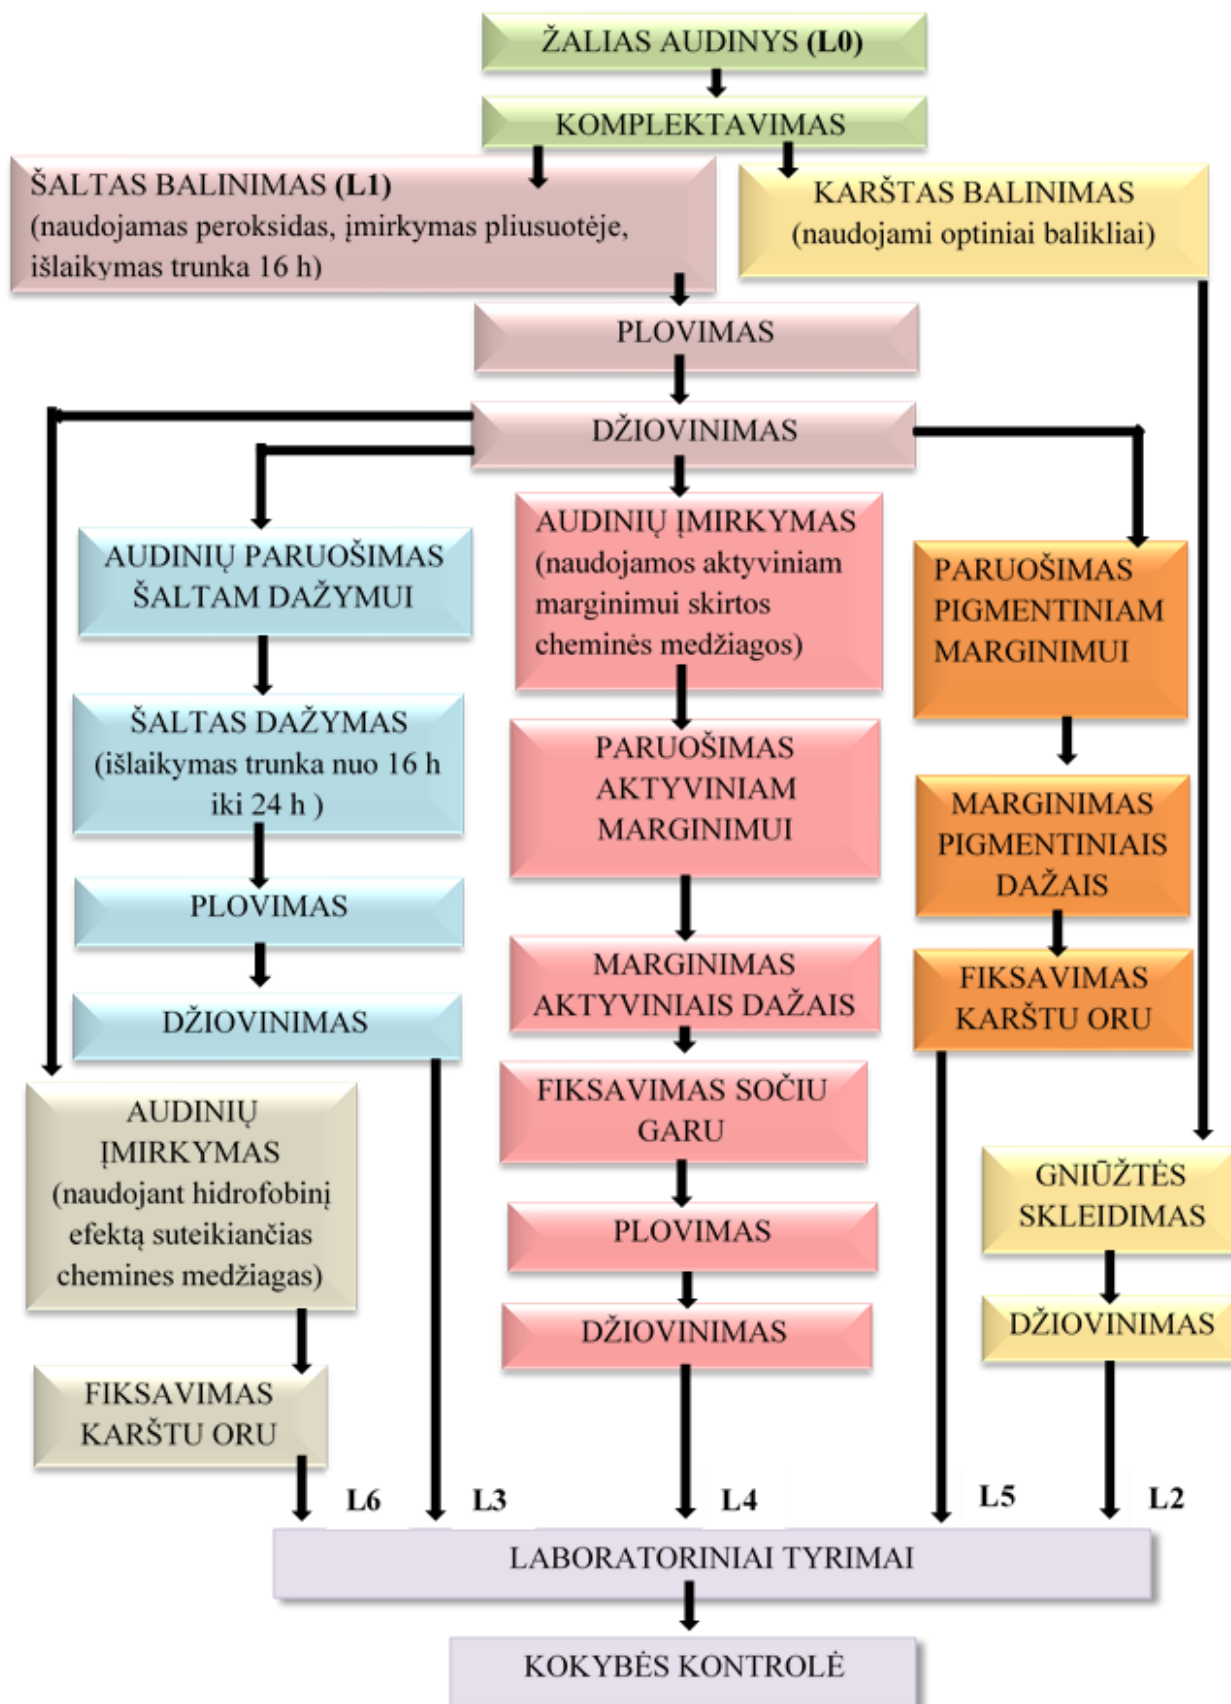 ŽALIAS AUDINYS (L0)
KOMPLEKTAVIMAS
ŠALTAS BALINIMAS (L1)
(naudojamas peroksidas, įmirkymas pliusuotėje,
išlaikymas trunka 16 h)
KARŠTAS BALINIMAS
(naudojami optiniai balikliai)
PLOVIMAS
DŽIOVINIMAS
AUDINIŲ PARUOŠIMAS
ŠALTAM DAŽYMUI
ŠALTAS DAŽYMAS
(išlaikymas trunka nuo 16 h
iki 24 h )
PLOVIMAS
DŽIOVINIMAS
AUDINIŲ ĮMIRKYMAS
(naudojamos aktyviniam
marginimui skirtos
cheminės medžiagos)
PARUOŠIMAS
AKTYVINIAM
MARGINIMUI
MARGINIMAS
AKTYVINIAIS DAŽAIS
FIKSAVIMAS SOČIU
GARU
PLOVIMAS
DŽIOVINIMAS
PARUOŠIMAS
PIGMENTINIAM
MARGINIMUI
MARGINIMAS
PIGMENTINIAIS
DAŽAIS
FIKSAVIMAS
KARŠTU ORU
AUDINIŲ
ĮMIRKYMAS
(naudojant hidrofobinį
efektą suteikiančias
chemines medžiagas)
FIKSAVIMAS
KARŠTU ORU
GNIŪŽTĖS
SKLEIDIMAS
DŽIOVINIMAS
L6
L3
L4
L5
L2
LABORATORINIAI TYRIMAI
KOKYBĖS KONTROLĖ